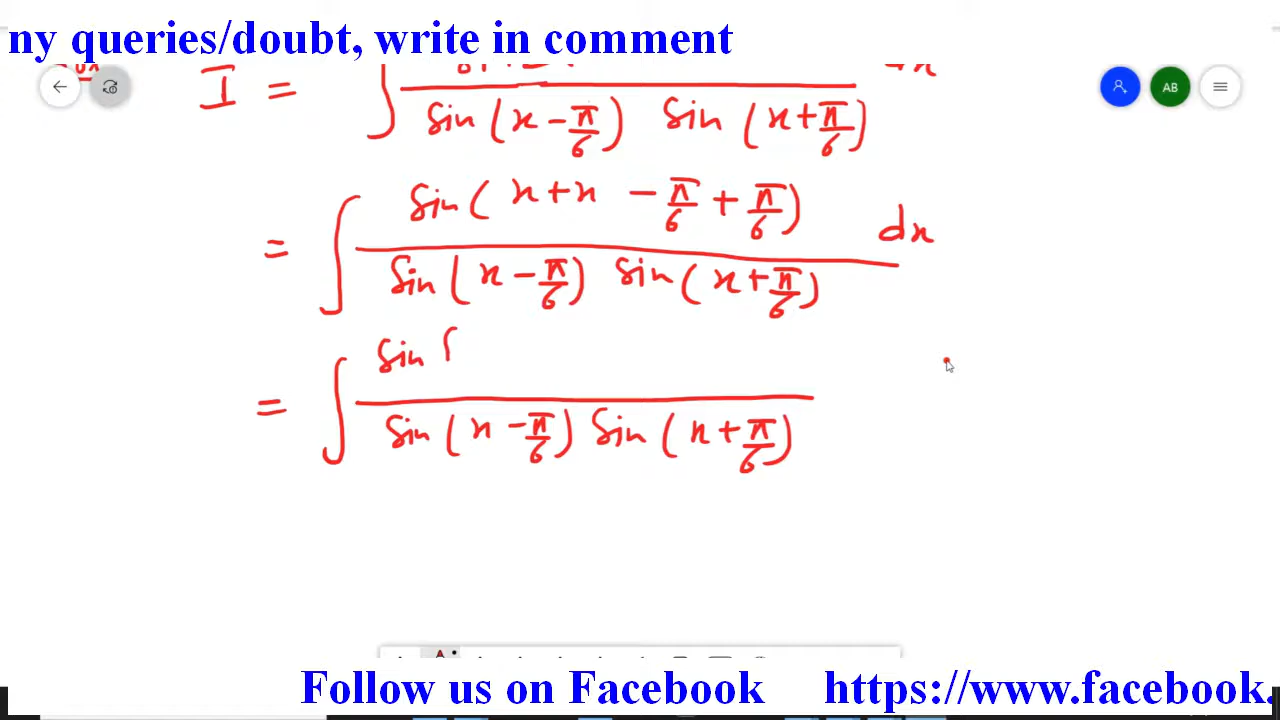 ny queries/doubt, write in comment
AB
I = ∫ dx
sin(x - π/6) sin(x + π/6)
= ∫ sin(x + x - π/6 + π/6) dx
sin(x - π/6) sin(x + π/6)
= ∫ sin {
sin(x - π/6) sin(x + π/6)
Follow us on Facebook https://www.facebook.